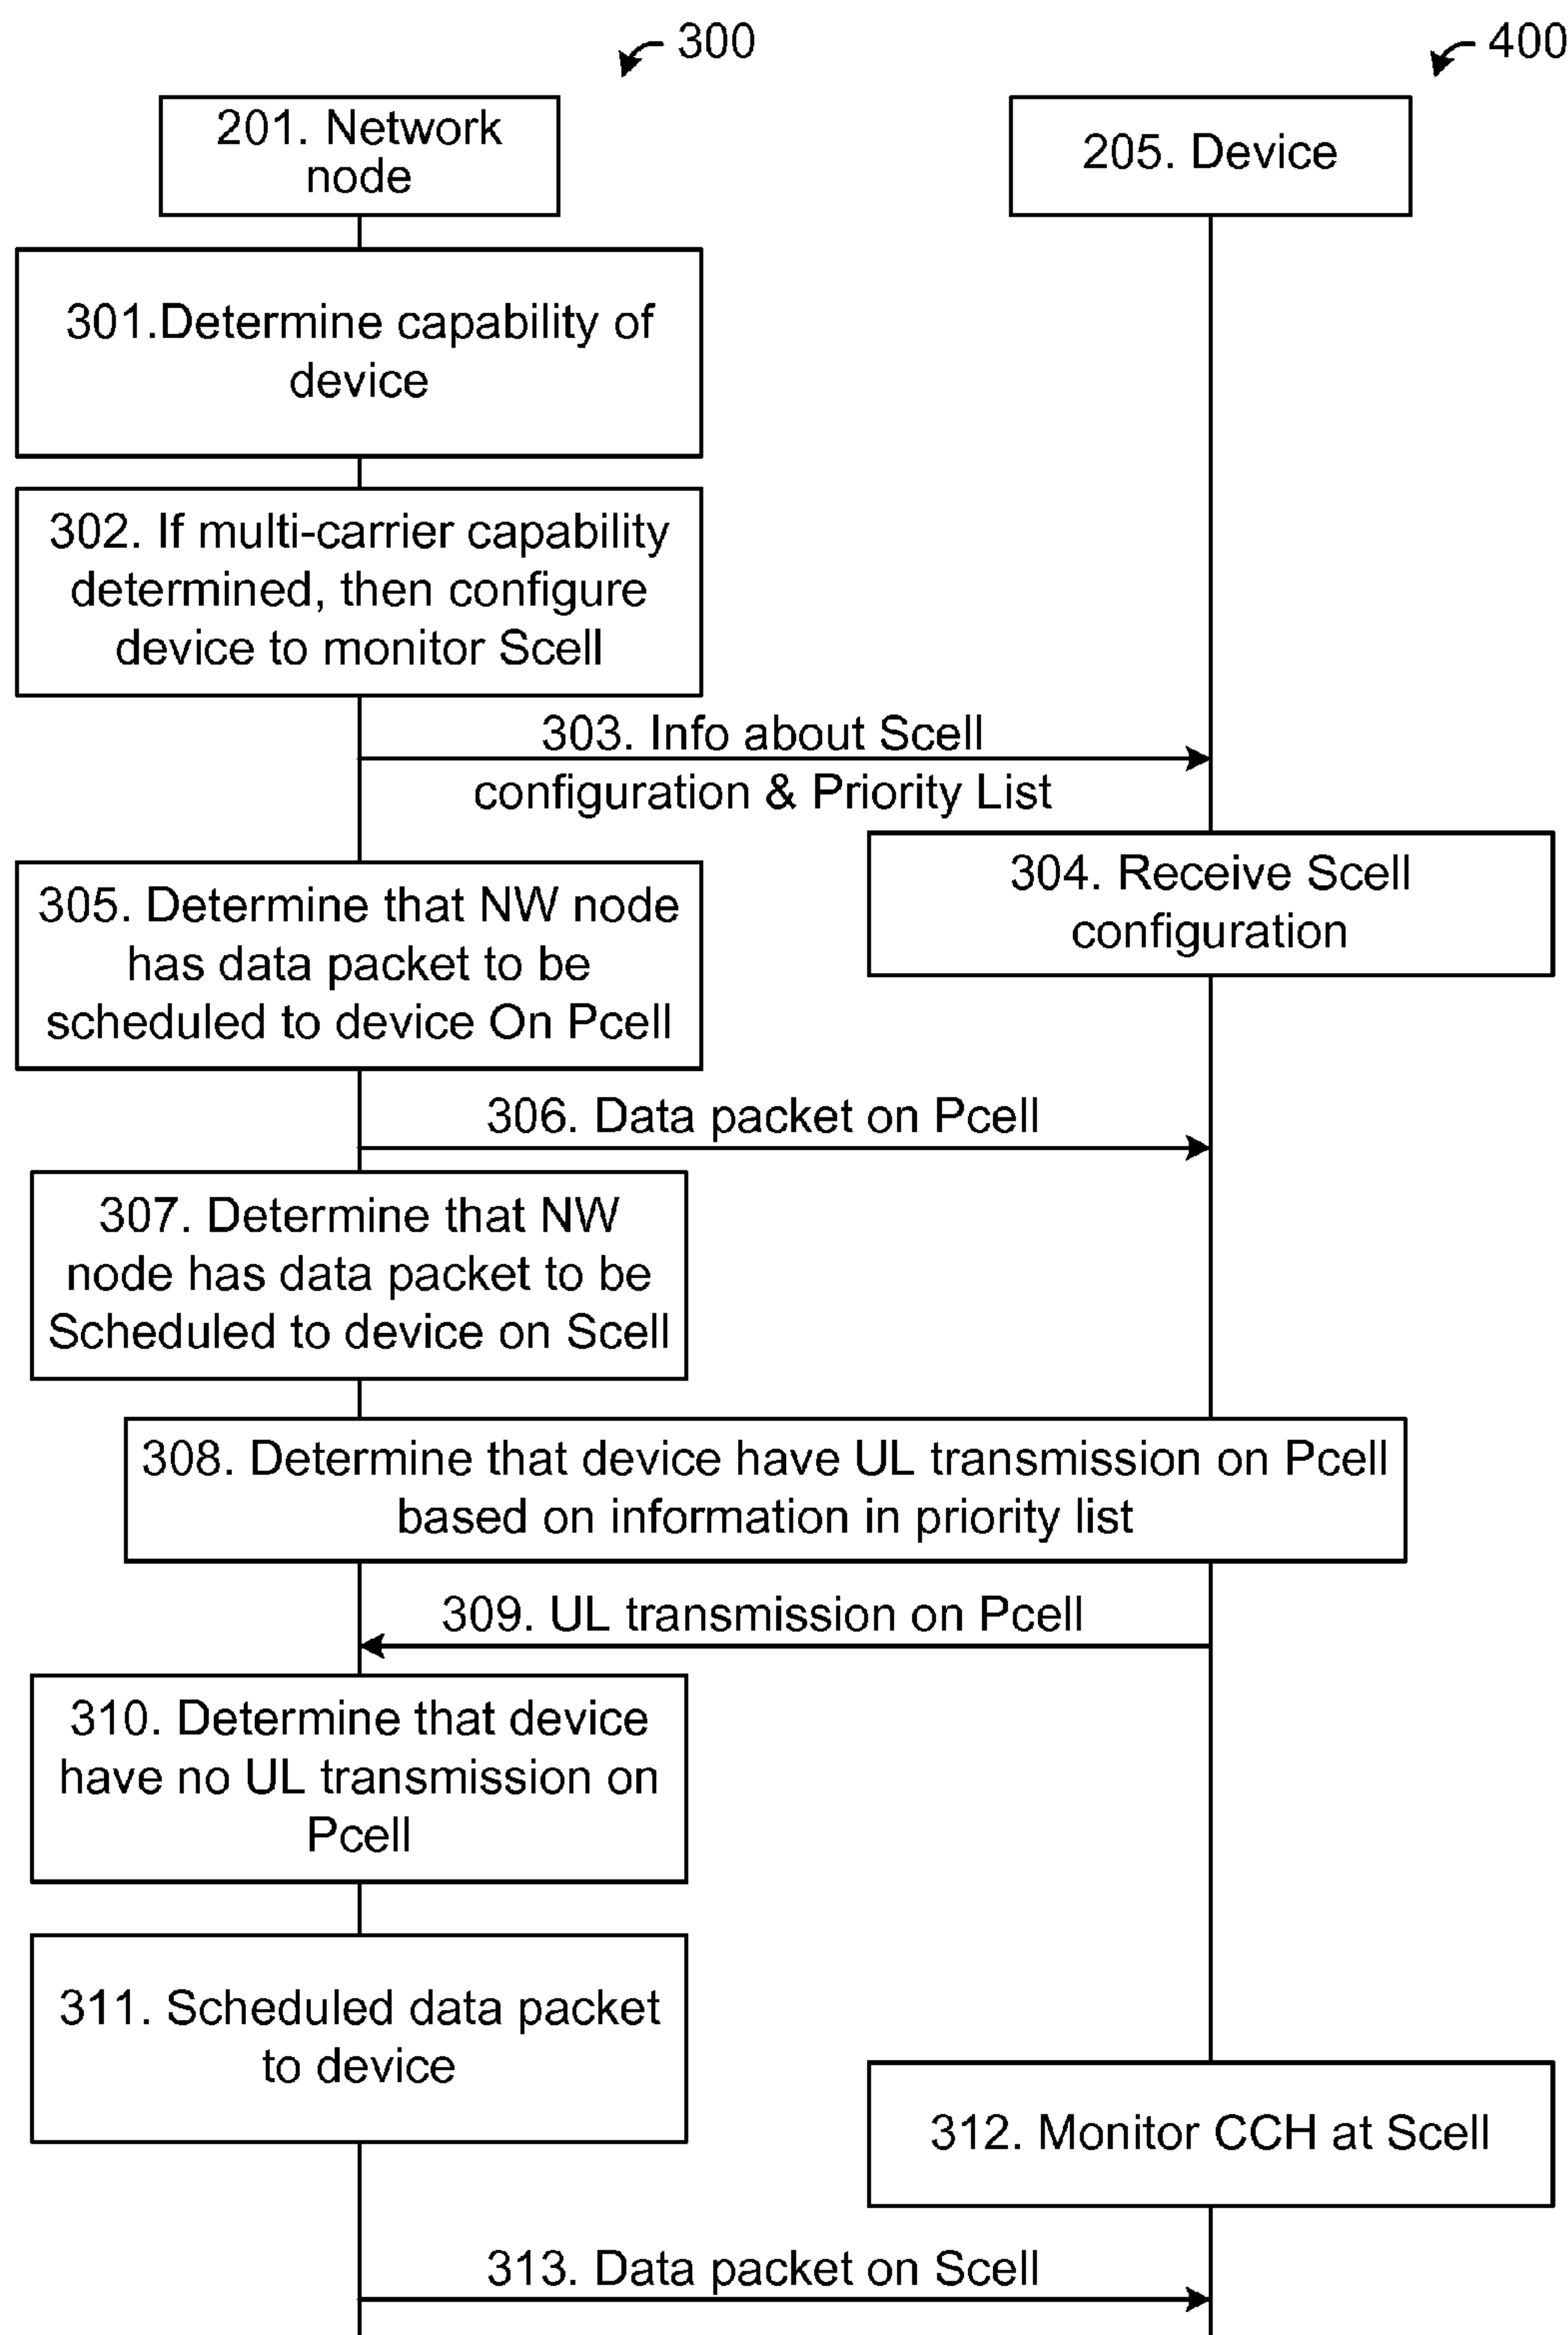 300
400
201. Network
node
205. Device
301.Determine capability of
device
302. If multi-carrier capability
determined, then configure
device to monitor Scell
303. Info about Scell
configuration & Priority List
304. Receive Scell
configuration
305. Determine that NW node
has data packet to be
scheduled to device On Pcell
306. Data packet on Pcell
307. Determine that NW
node has data packet to be
Scheduled to device on Scell
308. Determine that device have UL transmission on Pcell
based on information in priority list
309. UL transmission on Pcell
310. Determine that device
have no UL transmission on
Pcell
311. Scheduled data packet
to device
312. Monitor CCH at Scell
313. Data packet on Scell